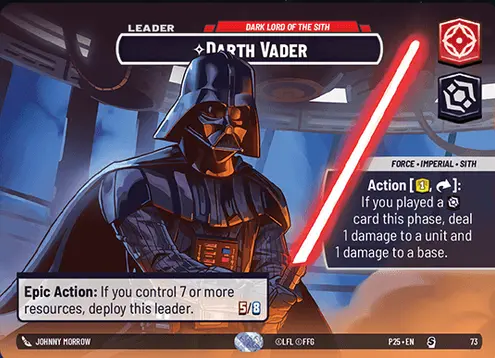 LEADER
DARK LORD OF THE SITH
DARTH VADER
FORCE • IMPERIAL • SITH
Action [1, ]:
If you played a
card this phase, deal
1 damage to a unit and
1 damage to a base.
Epic Action: If you control 7 or more
resources, deploy this leader.
5/8
JOHNNY MORROW
©LFL ©FFG
P25 • EN
73